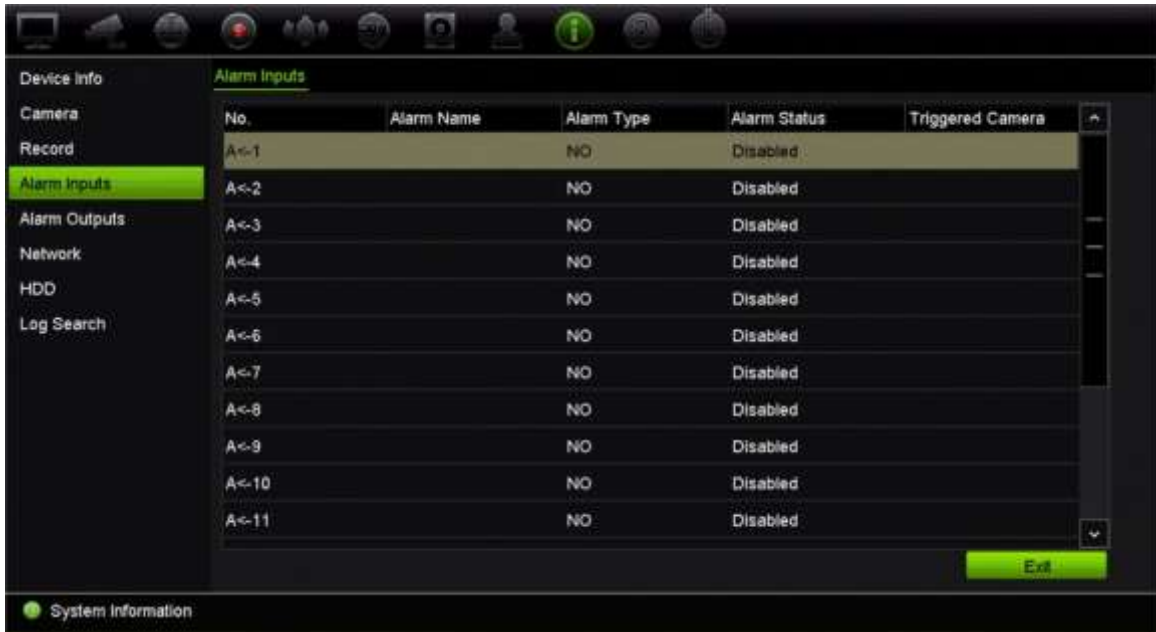 Device Info
Camera
Record
Alarm Inputs
Alarm Outputs
Network
HDD
Log Search
Alarm Inputs
No. Alarm Name Alarm Type Alarm Status Triggered Camera
A<-1 NO Disabled
A<-2 NO Disabled
A<-3 NO Disabled
A<-4 NO Disabled
A<-5 NO Disabled
A<-6 NO Disabled
A<-7 NO Disabled
A<-8 NO Disabled
A<-9 NO Disabled
A<-10 NO Disabled
A<-11 NO Disabled
Exit
System Information